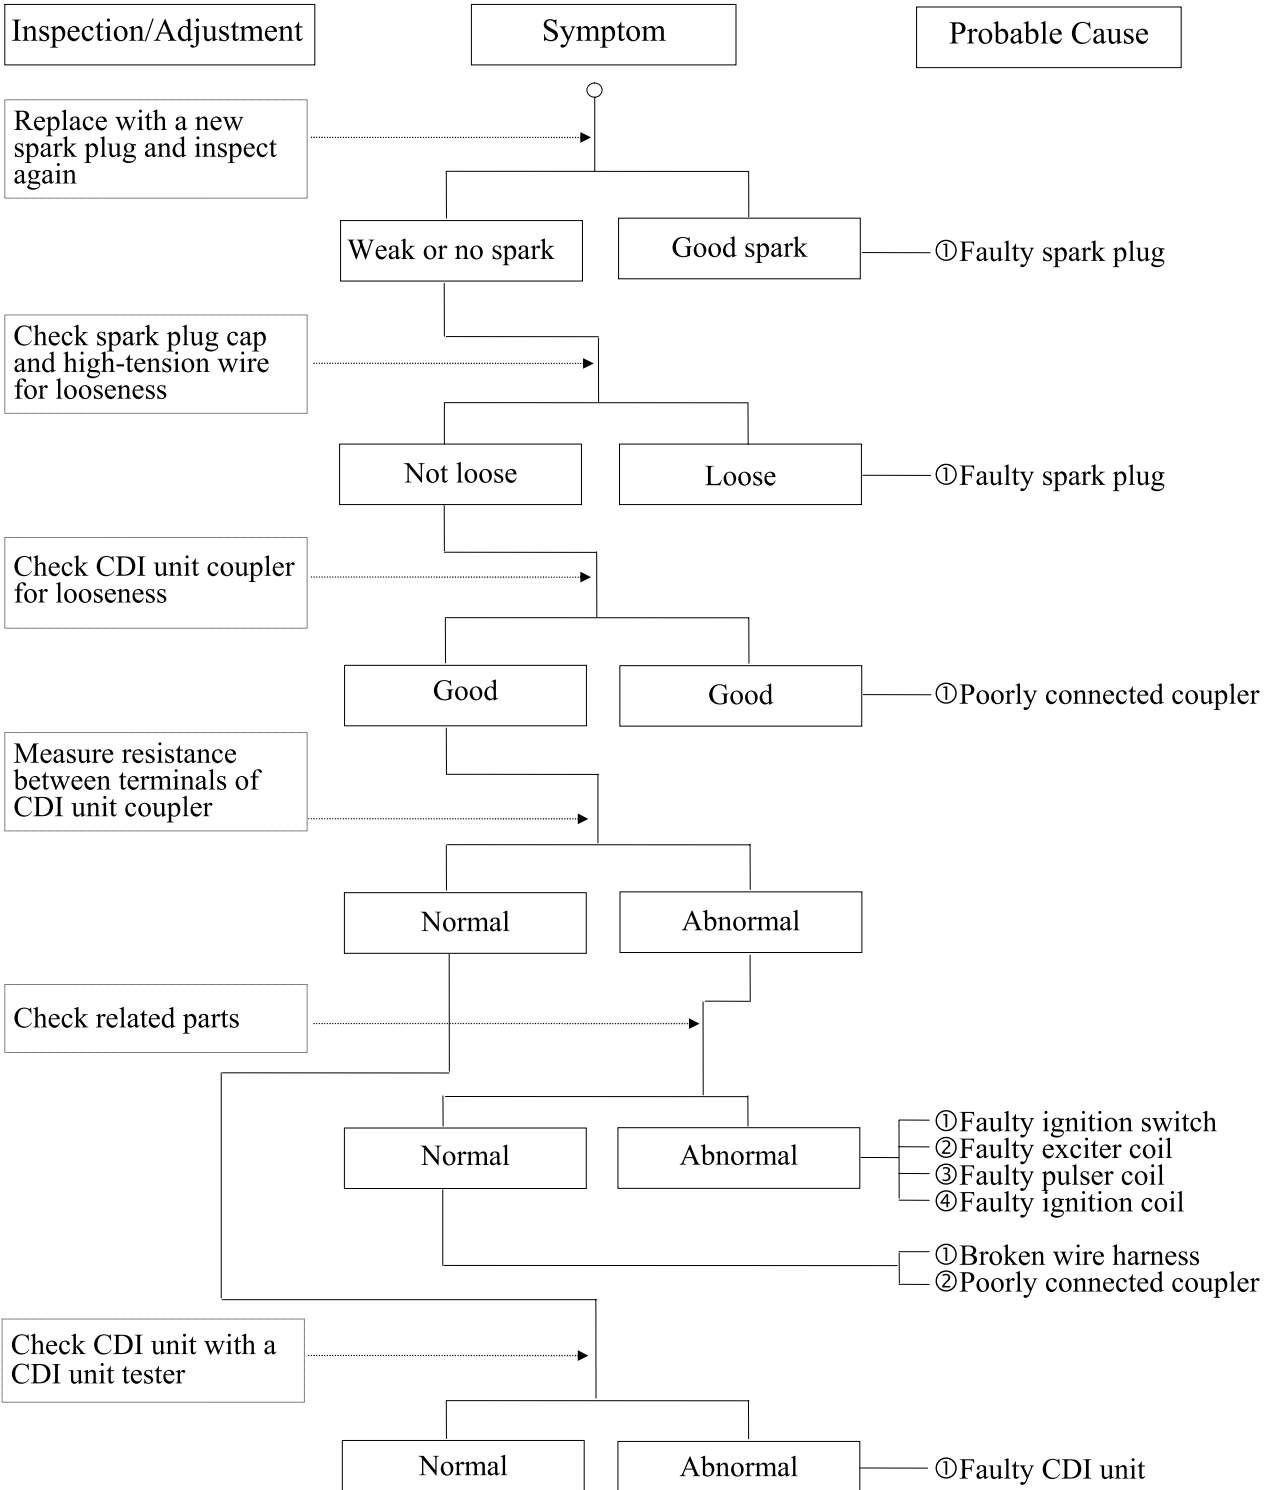 Inspection/Adjustment
Symptom
Probable Cause
Replace with a new
spark plug and inspect
again
Weak or no spark
Good spark
①Faulty spark plug
Check spark plug cap
and high-tension wire
for looseness
Not loose
Loose
①Faulty spark plug
Check CDI unit coupler
for looseness
Good
Good
①Poorly connected coupler
Measure resistance
between terminals of
CDI unit coupler
Normal
Abnormal
Check related parts
Normal
Abnormal
①Faulty ignition switch
②Faulty exciter coil
③Faulty pulser coil
④Faulty ignition coil
①Broken wire harness
②Poorly connected coupler
Check CDI unit with a
CDI unit tester
Normal
Abnormal
①Faulty CDI unit